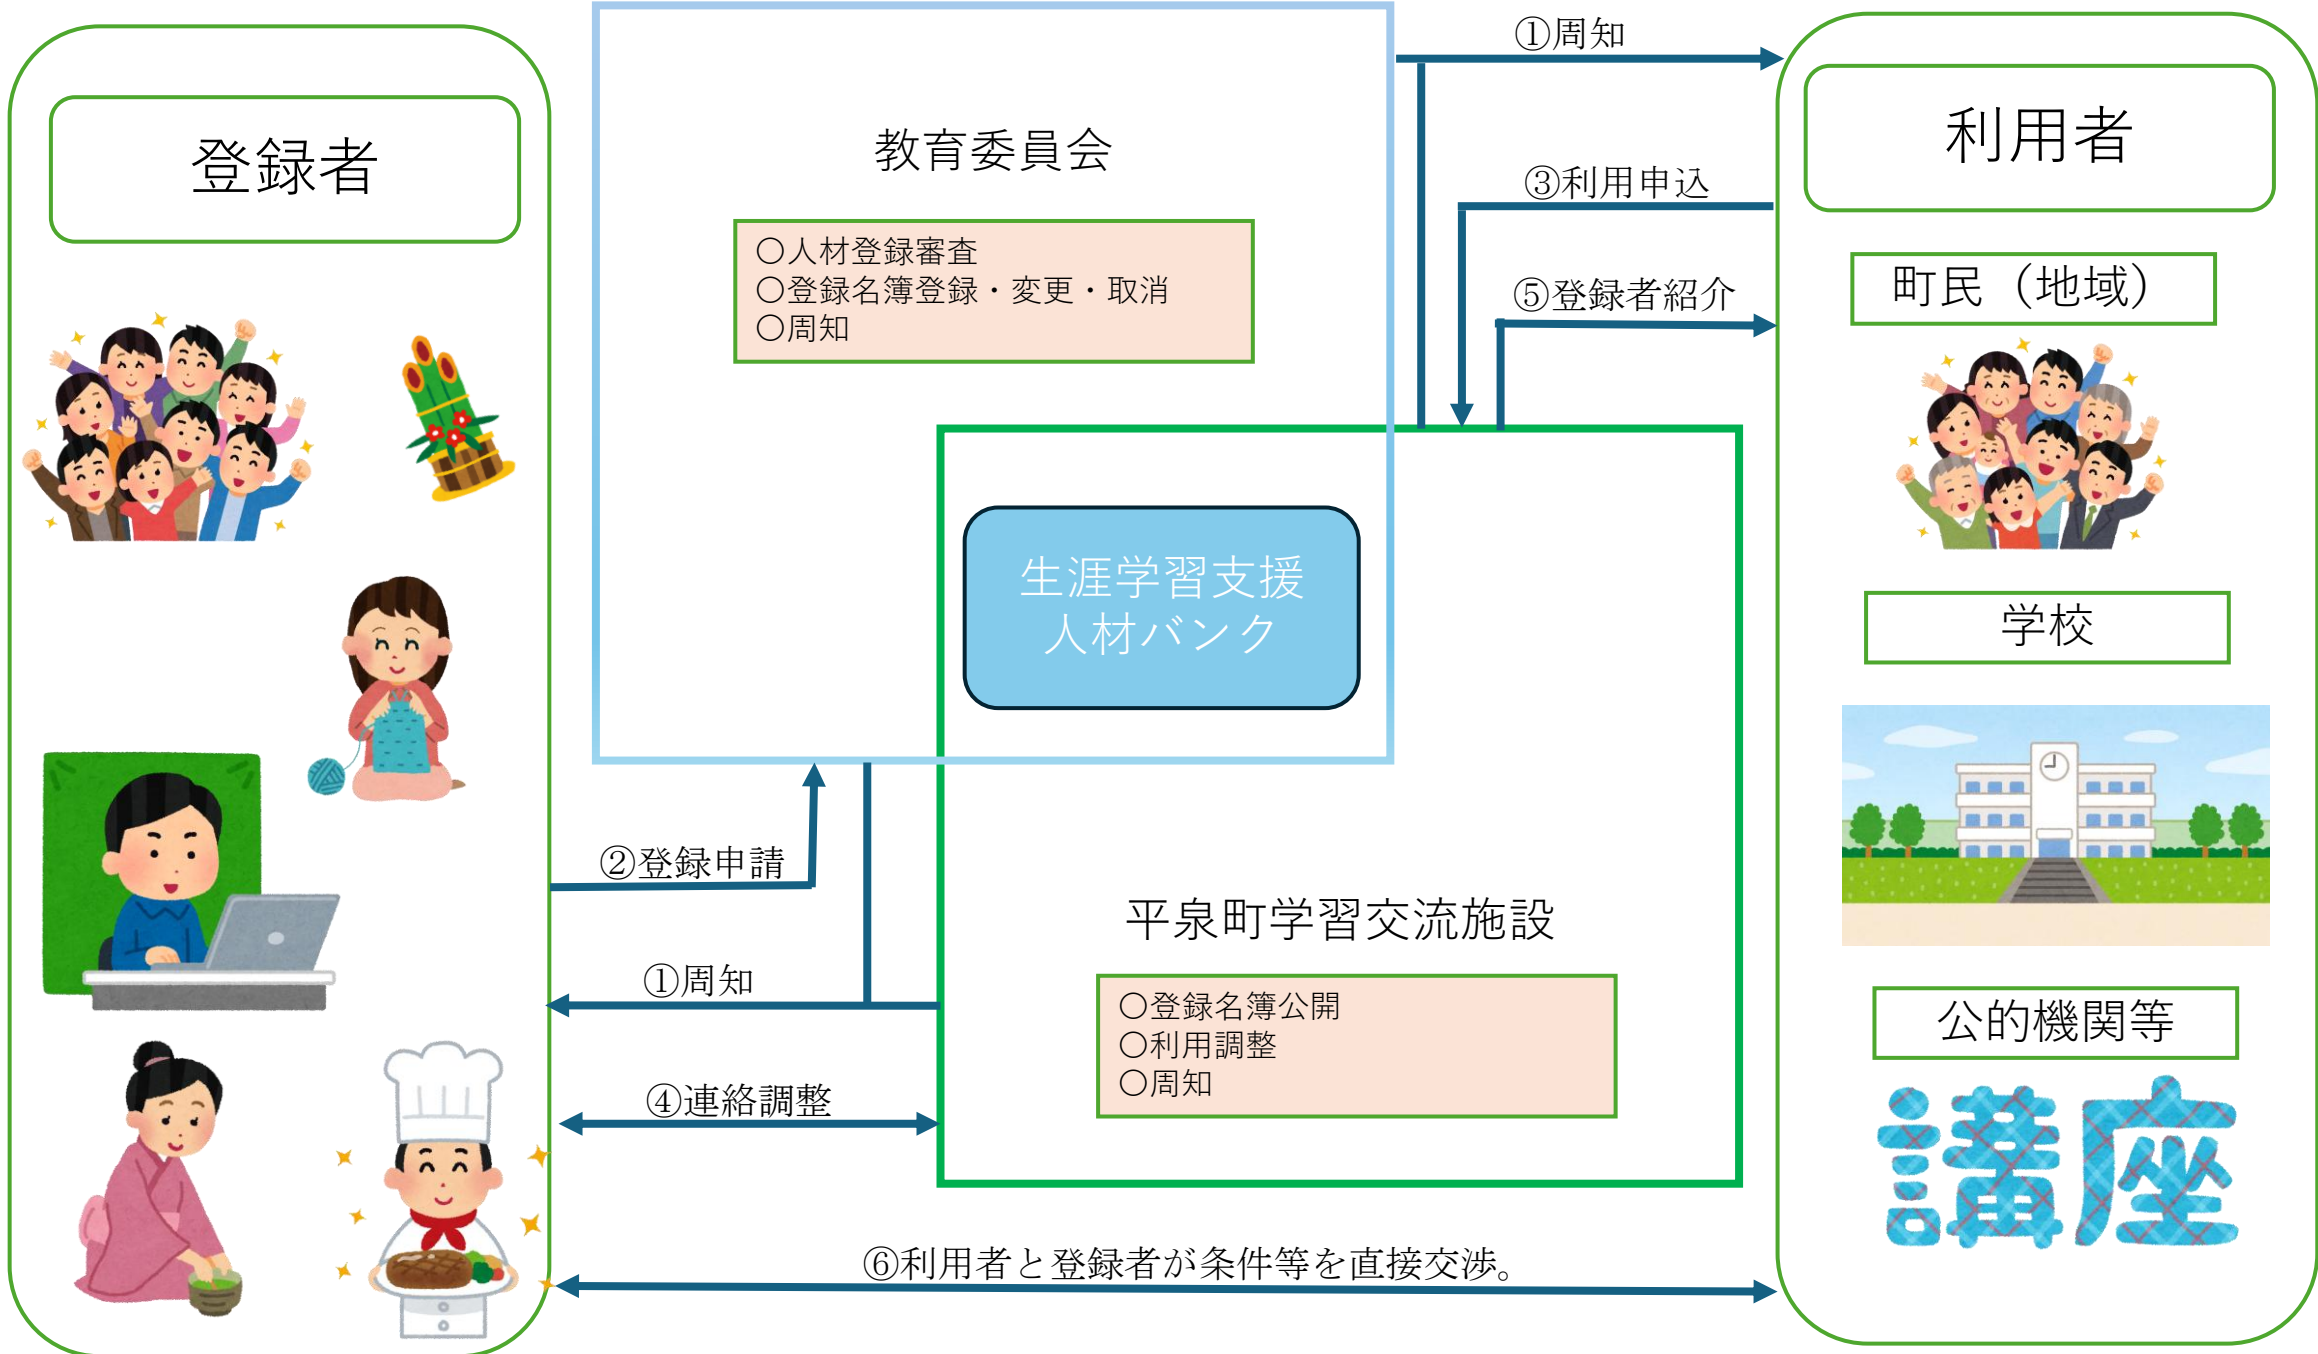 登録者
教育委員会
○人材登録審査
○登録名簿登録・変更・取消
○周知
①周知
③利用申込
⑤登録者紹介
利用者
町民（地域）
学校
公的機関等
講座
生涯学習支援
人材バンク
②登録申請
①周知
④連絡調整
平泉町学習交流施設
○登録名簿公開
○利用調整
○周知
⑥利用者と登録者が条件等を直接交渉。